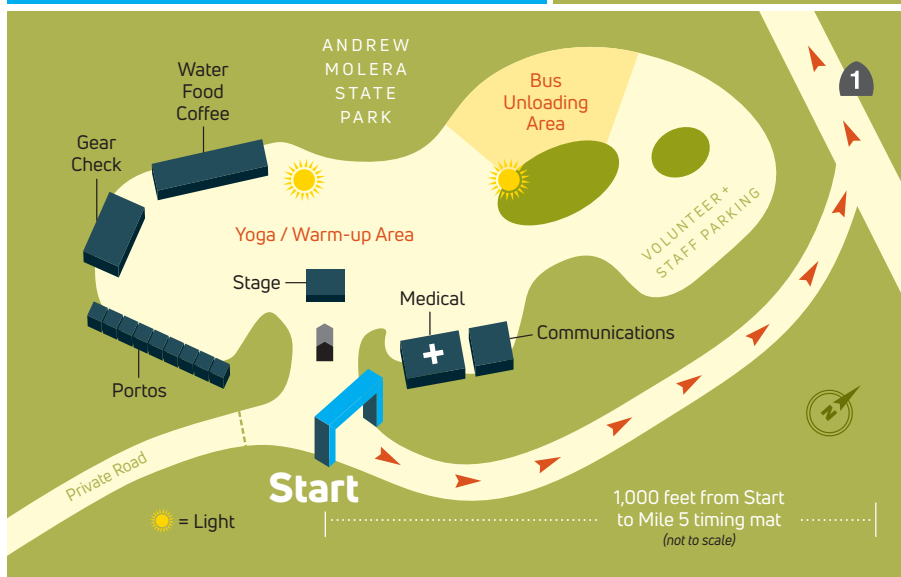 ANDREW
MOLERA
STATE
PARK
Water
Food
Coffee
Bus
Unloading
Area
1
Gear
Check
Yoga / Warm-up Area
VOLUNTEER +
STAFF PARKING
Stage
Medical
Communications
Portos
N
Private Road
Start
= Light
1,000 feet from Start
to Mile 5 timing mat
(not to scale)